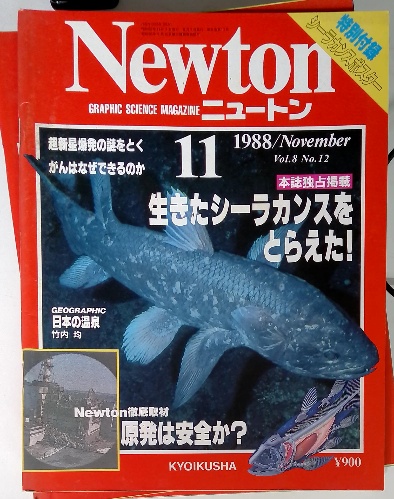 特別付録
シーラカンスポスター
Newton
GRAPHIC SCIENCE MAGAZINE ニュートン
超新星爆発の謎をとく
がんはなぜできるのか
11
1988/November
Vol.8 No.12
本誌独占掲載
生きたシーラカンスを
とらえた!
GEOGRAPHIC
日本の温泉
竹内 均
Newton徹底取材
原発は安全か?
KYOIKUSHA
¥900